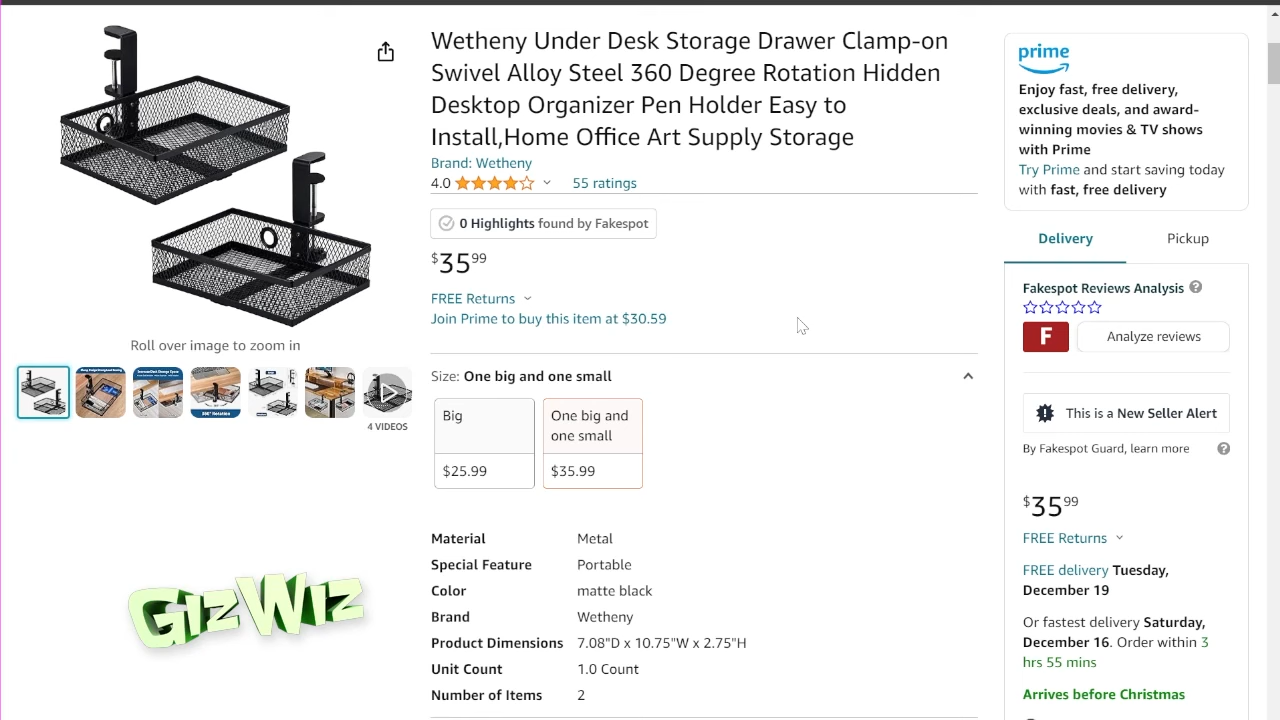 Wetheny Under Desk Storage Drawer Clamp-on
Swivel Alloy Steel 360 Degree Rotation Hidden
Desktop Organizer Pen Holder Easy to
Install,Home Office Art Supply Storage
Brand: Wetheny
4.0
55 ratings
0 Highlights found by Fakespot
$3599
FREE Returns
Join Prime to buy this item at $30.59
Roll over image to zoom in
360° Rotation
4 VIDEOS
Size: One big and one small
Big
$25.99
One big and
one small
$35.99
Material Metal
Special Feature Portable
Color matte black
Brand Wetheny
Product Dimensions 7.08"D x 10.75"W x 2.75"H
Unit Count 1.0 Count
Number of Items 2
GizWiz
prime
Enjoy fast, free delivery,
exclusive deals, and award-
winning movies & TV shows
with Prime
Try Prime and start saving today
with fast, free delivery
Delivery
Pickup
Fakespot Reviews Analysis ?
F
Analyze reviews
This is a New Seller Alert
By Fakespot Guard, learn more ?
$3599
FREE Returns
FREE delivery Tuesday,
December 19
Or fastest delivery Saturday,
December 16. Order within 3
hrs 55 mins
Arrives before Christmas